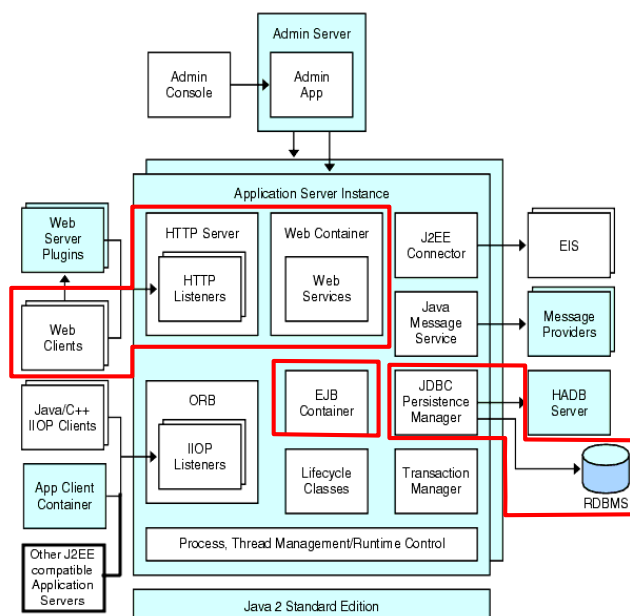 Admin Server
Admin
Console
Admin
App
Application Server Instance
Web
Server
Plugins
HTTP Server
HTTP
Listeners
Web Container
Web
Services
J2EE
Connector
EIS
Web
Clients
Java
Message
Service
Message
Providers
Java/C++
IIOP Clients
ORB
IIOP
Listeners
EJB
Container
JDBC
Persistence
Manager
HADB
Server
App Client
Container
Lifecycle
Classes
Transaction
Manager
RDBMS
Other J2EE
compatible
Application
Servers
Process, Thread Management/Runtime Control
Java 2 Standard Edition